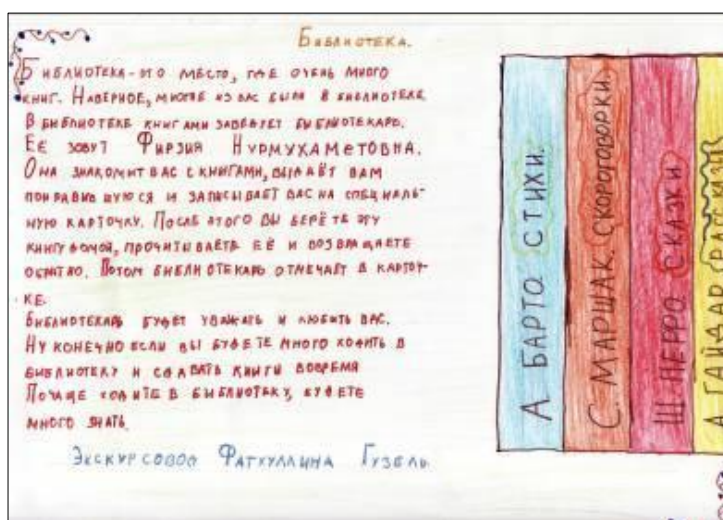 Библиотека.
Библиотека - это место, где очень много
книг. Наверное, многие из вас были в библиотеке.
В библиотеке книгами заведует библиотекарь.
Её зовут Фирзия Нурмухаметовна.
Она знакомит вас с книгами, выдаёт вам
понравившуюся и записывает вас на специаль-
ную карточку. После этого вы берёте эту
книгу домой, прочитываете её и возвращаете
обратно. Потом библиотекарь отмечает в карточ-
ке.
Библиотекарь будет уважать и любить вас.
Ну конечно если вы будете много ходить в
библиотеку и сдавать книги вовремя
Почаще ходите в библиотеку, будете
много знать.
Экскурсовод Фатхуллина Гузель
А БАРТО СТИХИ.
С. МАРШАК. СКОРОГОВОРКИ.
Ш. ПЕРРО СКАЗКИ
А. ГАЙДАР